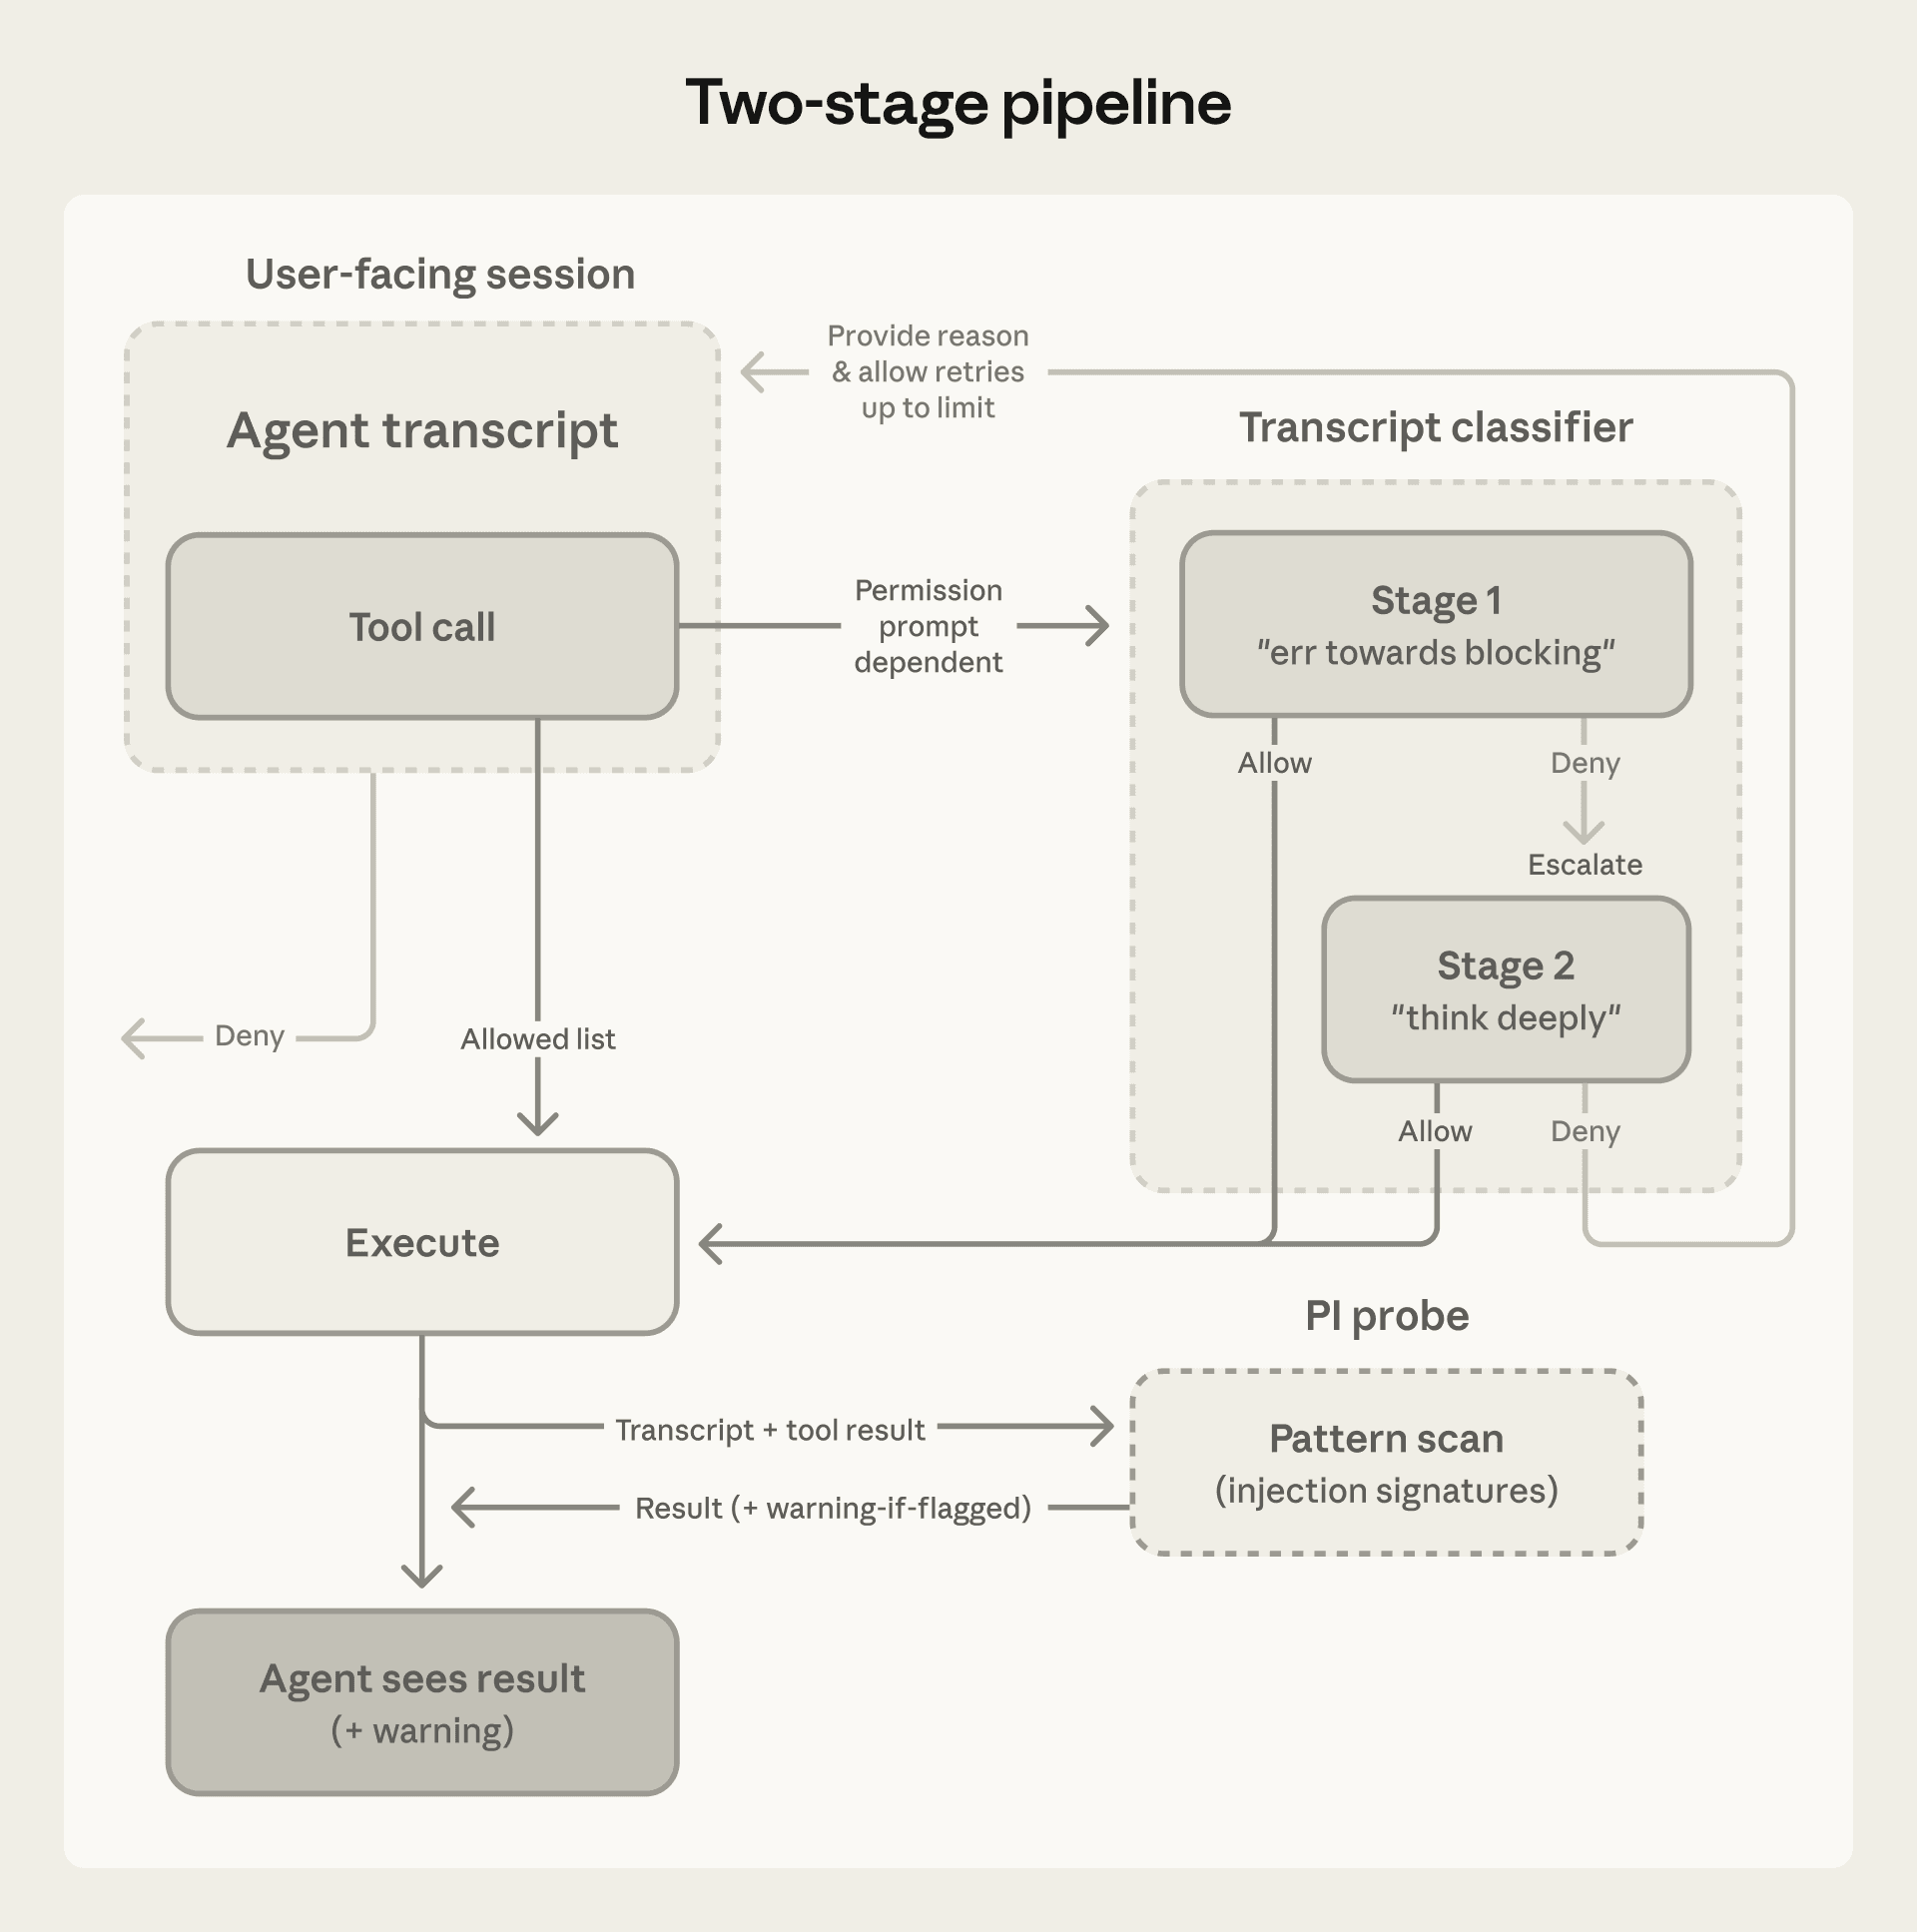 Two-stage pipeline
User-facing session
Agent transcript
Tool call
Provide reason
& allow retries
up to limit
Permission
prompt
dependent
Transcript classifier
Stage 1
"err towards blocking"
Allow
Deny
Escalate
Stage 2
"think deeply"
Allow
Deny
Deny
Allowed list
Execute
PI probe
Transcript + tool result
Pattern scan
(injection signatures)
Result (+ warning-if-flagged)
Agent sees result
(+ warning)